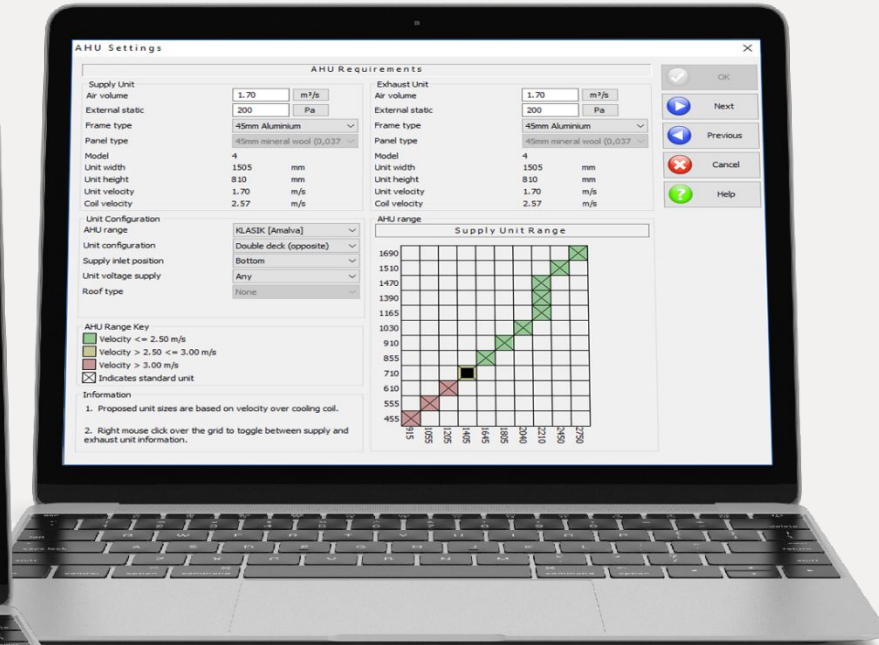 AHU Settings
AHU Requirements
Supply Unit
Air volume 1.70 m³/s
External static 200 Pa
Frame type 45mm Aluminium
Panel type 45mm mineral wool (0,037
Model 4
Unit width 1505 mm
Unit height 810 mm
Unit velocity 1.70 m/s
Coil velocity 2.57 m/s
Exhaust Unit
Air volume 1.70 m³/s
External static 200 Pa
Frame type 45mm Aluminium
Panel type 45mm mineral wool (0,037
Model 4
Unit width 1505 mm
Unit height 810 mm
Unit velocity 1.70 m/s
Coil velocity 2.57 m/s
OK
Next
Previous
Cancel
Help
Unit Configuration
AHU range KLASIK [Amalva]
Unit configuration Double deck (opposite)
Supply inlet position Bottom
Unit voltage supply Any
Roof type None
AHU Range Key
Velocity <= 2.50 m/s
Velocity > 2.50 <= 3.00 m/s
Velocity > 3.00 m/s
Indicates standard unit
Information
1. Proposed unit sizes are based on velocity over cooling coil.
2. Right mouse click over the grid to toggle between supply and
exhaust unit information.
AHU range
Supply Unit Range
1690
1510
1470
1390
1165
1030
910
855
710
610
555
455
915 1055 1205 1405 1645 1805 2040 2210 2450 2750